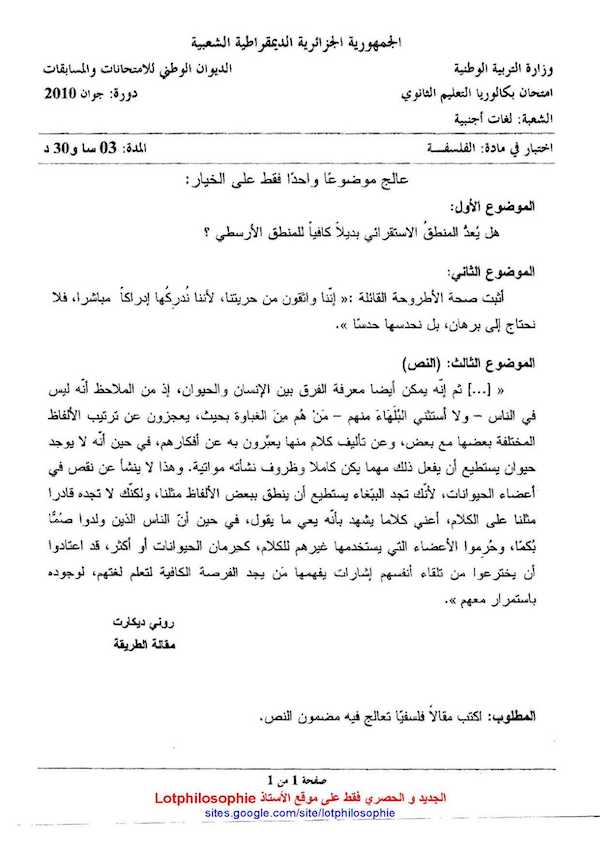 الجمهورية الجزائرية الديمقراطية الشعبية
وزارة التربية الوطنية
الديوان الوطني للامتحانات والمسابقات
امتحان بكالوريا التعليم الثانوي
دورة: جوان 2010
الشعبة: لغات أجنبية
اختبار في مادة: الفلسفـــة
المدة: 03 سا و30 د
عالج موضوعًا واحدًا فقط على الخيار:
الموضوع الأول:
هل يُعدُّ المنطقُ الاستقرائي بديلاً كافياً للمنطق الأرسطي ؟
الموضوع الثاني:
أثبت صحة الأطروحة القائلة :« إنّنا واثقون من حريتنا، لأننا نُدرِكُها إدراكاً مباشرا، فلا
نحتاج إلى برهان، بل نحدسها حدسًا ».
الموضوع الثالث: (النص)
« [...] ثم إنّه يمكن أيضا معرفة الفرق بين الإنسان والحيوان، إذ من الملاحظ أنّه ليس
في الناس – ولا أستثني البُلَهَاءَ منهم – مَنْ هُم مِنَ الغباوة بحيث، يعجزون عن ترتيب الألفاظ
المختلفة بعضها مع بعض، وعن تأليف كلام منها يعبّرون به عن أفكارهم، في حين أنّه لا يوجد
حيوان يستطيع أن يفعل ذلك مهما يكن كاملا وظروف نشأته مواتية. وهذا لا ينشأ عن نقص في
أعضاء الحيوانات، لأنّك تجد الببّغاء يستطيع أن ينطق ببعض الألفاظ مثلنا، ولكنّك لا تجده قادرا
مثلنا على الكلام، أعني كلاما يشهد بأنّه يعي ما يقول، في حين أنّ الناس الذين ولدوا صُمًّا
بُكمًا، وحُرِموا الأعضاء التي يستخدمها غيرهم للكلام، كحِرمان الحيوانات أو أكثر، قد اعتادوا
أن يخترعوا من تلقاء أنفسهم إشارات يفهمها مَن يجد الفرصة الكافية لتعلم لغتهم، لوجوده
باستمرار معهم ».
روني ديكارت
مقالة الطريقة
المطلوب: اكتب مقالاً فلسفيًا تعالج فيه مضمون النص.
صفحة 1 من 1
الجديد و الحصري فقط على موقع الأستاذ Lotphilosophie
sites.google.com/site/lotphilosophie